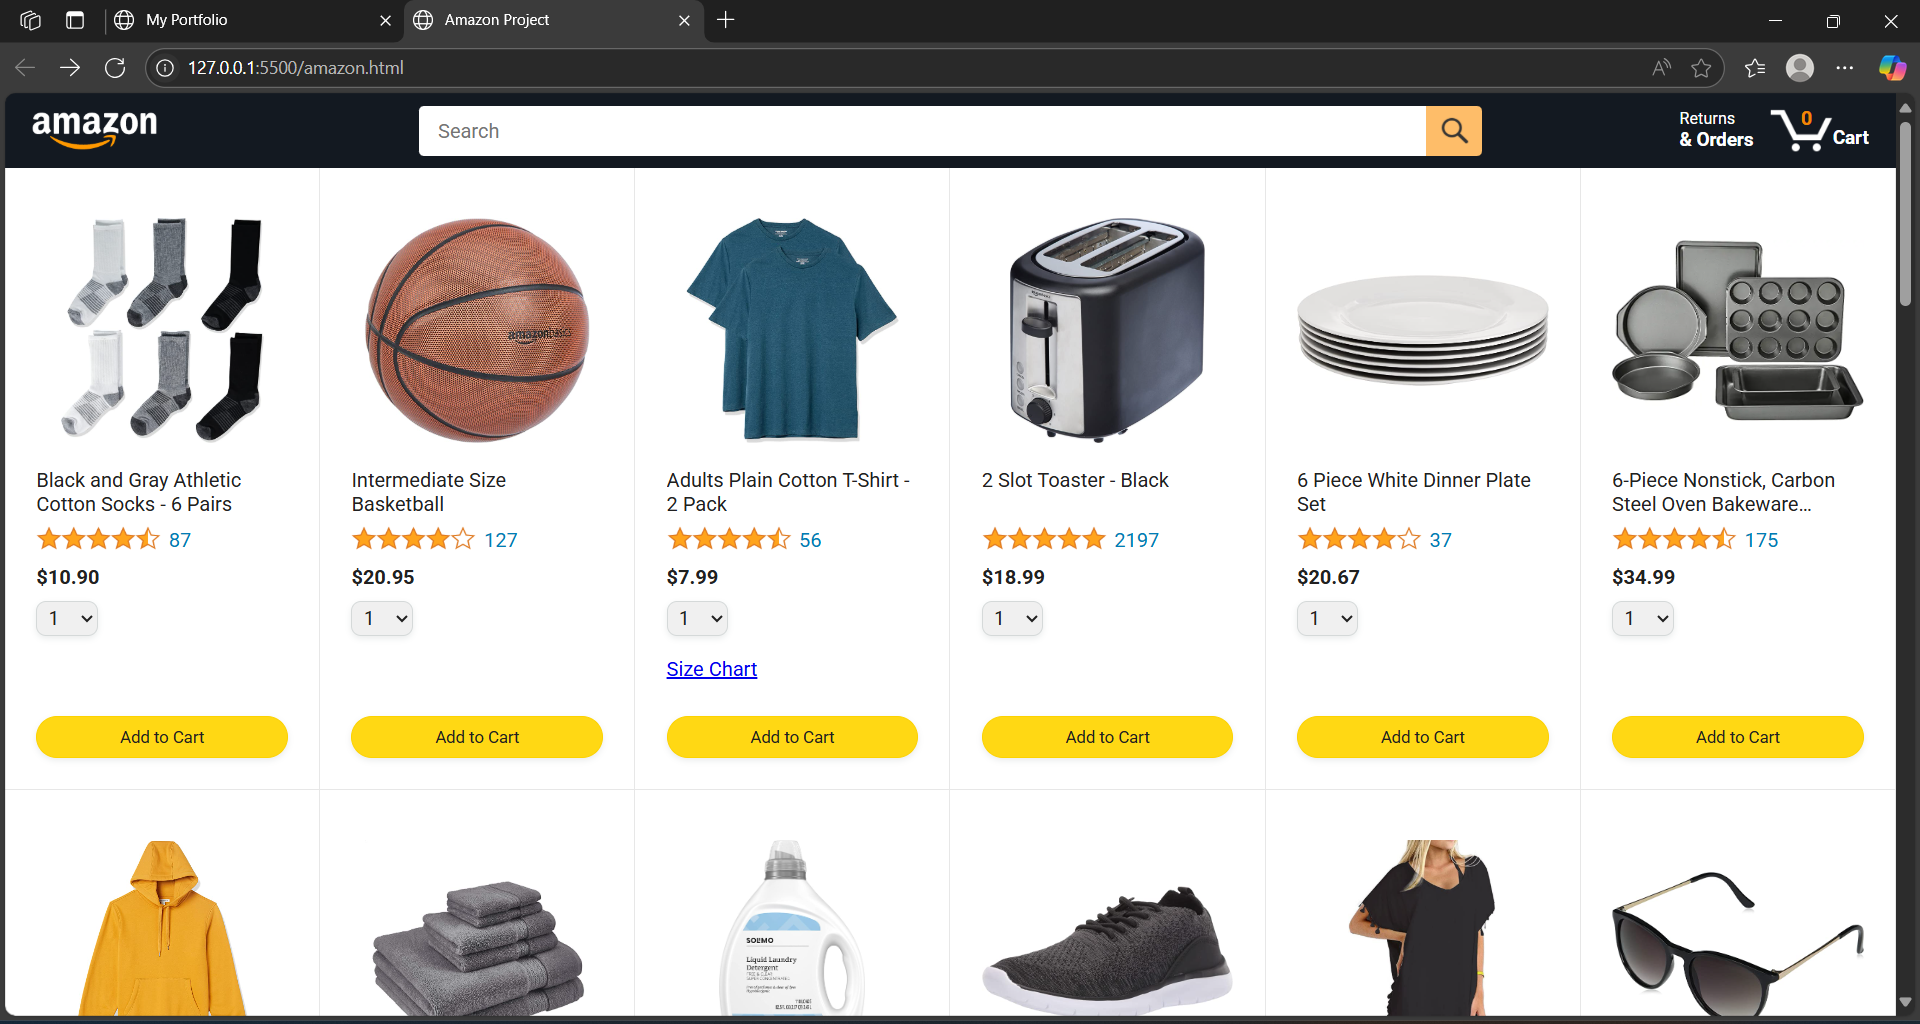 My Portfolio
Amazon Project
127.0.0.1:5500/amazon.html
amazon
Search
Returns
& Orders
0
Cart
amazonbasics
Black and Gray Athletic
Cotton Socks - 6 Pairs
87
$10.90
1
Add to Cart
Intermediate Size
Basketball
127
$20.95
1
Add to Cart
Adults Plain Cotton T-Shirt -
2 Pack
56
$7.99
1
Size Chart
Add to Cart
2 Slot Toaster - Black
2197
$18.99
1
Add to Cart
6 Piece White Dinner Plate
Set
37
$20.67
1
Add to Cart
6-Piece Nonstick, Carbon
Steel Oven Bakeware...
175
$34.99
1
Add to Cart
SOLIMO
Liquid Laundry
Detergent